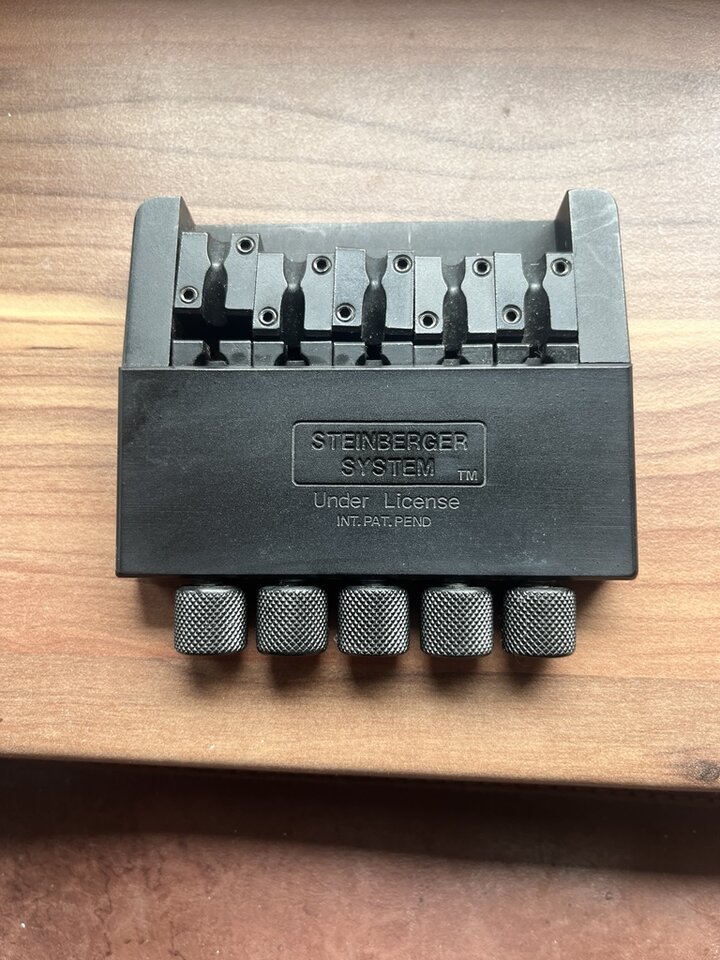 STEINBERGER
SYSTEM TM
Under License
INT. PAT. PEND